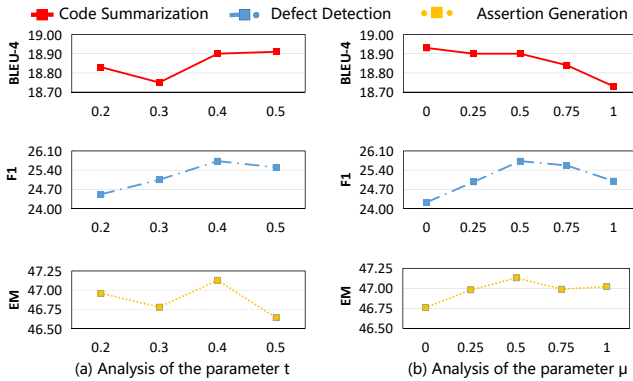 Code Summarization Defect Detection Assertion Generation
BLEU-4
19.00
18.90
18.80
18.70
0.2 0.3 0.4 0.5
BLEU-4
19.00
18.90
18.80
18.70
0 0.25 0.5 0.75 1
F1
26.10
25.40
24.70
24.00
0.2 0.3 0.4 0.5
F1
26.10
25.40
24.70
24.00
0 0.25 0.5 0.75 1
EM
47.25
47.00
46.75
46.50
0.2 0.3 0.4 0.5
EM
47.25
47.00
46.75
46.50
0 0.25 0.5 0.75 1
(a) Analysis of the parameter t
(b) Analysis of the parameter μ